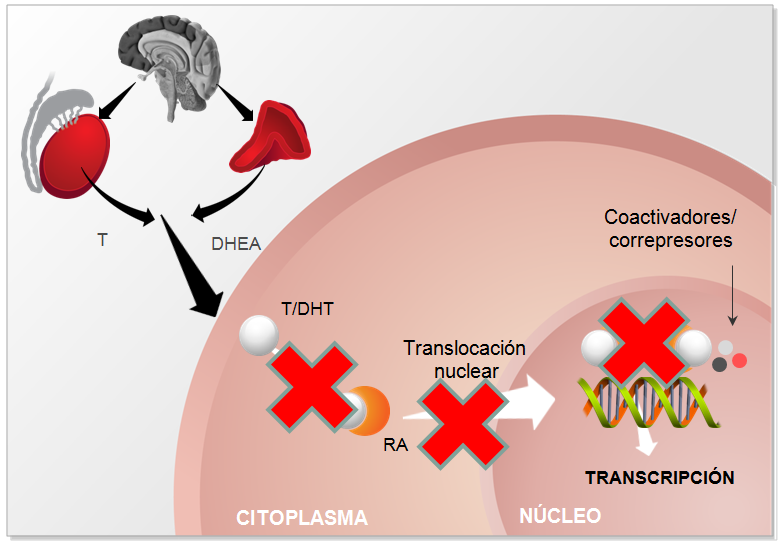 T
DHEA
Coactivadores/
correpresores
T/DHT
Translocación
nuclear
RA
TRANSCRIPCIÓN
CITOPLASMA
NÚCLEO